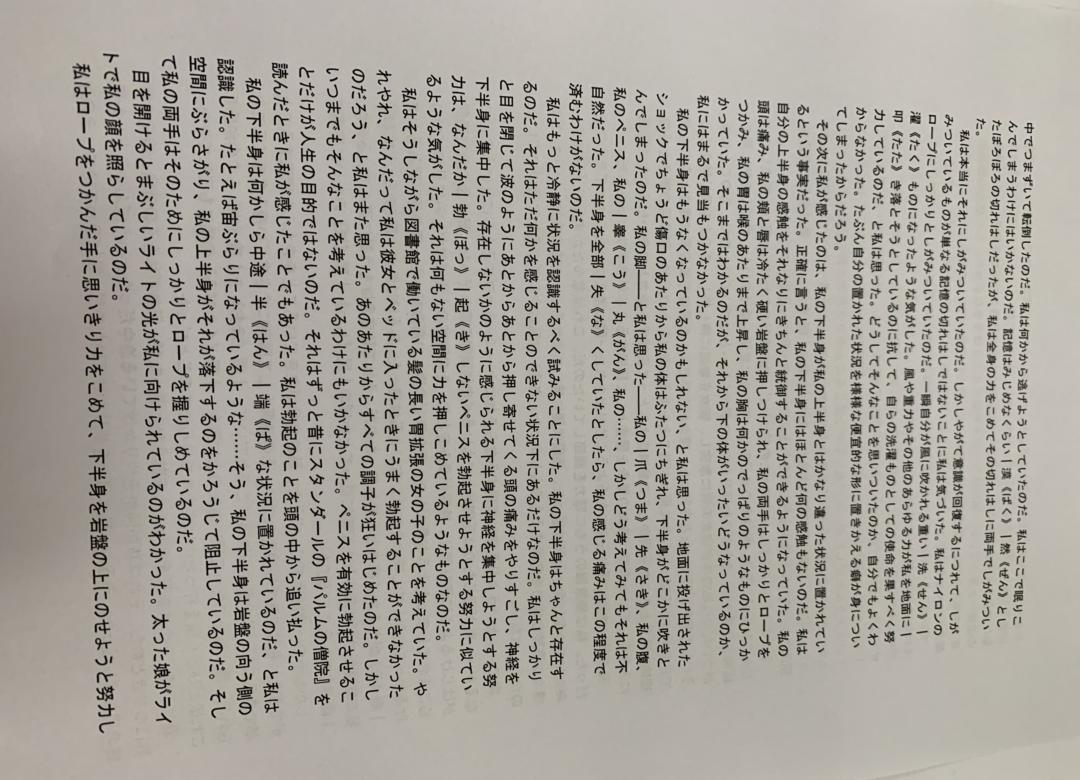 中でつまずいて転倒したのだ。私は何かから逃げようとしていたのだ。私はここで眠りこ
んでしまうわけにはいかないのだ。記憶はみじめなくらい|漠《ばく》|然《ぜん》とし
たぼろぼろの切れはしだったが、私は全身の力をこめてその切れはしに両手でしがみつい
た。
私は本当にそれにしがみついていたのだ。しかしやがて意識が回復するにつれて、しが
みついているものが単なる記憶の切れはしではないことに私は気づいた。私はナイロンの
ロープにしっかりとしがみついていたのだ。一瞬自分が風に吹かれる重い|洗《せん》|
濯《たく》ものになったような気がした。風や重力やその他のあらゆる力が私を地面に|
叩《たた》き落とそうとしているのに抗して、自らの洗濯ものとしての使命を果すべく努
力しているのだ、と私は思った。どうしてそんなことを思いついたのか、自分でもよくわ
からなかった。たぶん自分の置かれた状況を様様な便宜的な形に置きかえる癖が身につい
てしまったからだろう。
その次に私が感じたのは、私の下半身が私の上半身とはかなり違った状況に置かれてい
るという事実だった。正確に言うと、私の下半身にはほとんど何の感触もないのだ。私は
自分の上半身の感触をそれなりにきちんと統御することができるようになっていた。私の
頭は痛み、私の頬と唇は冷たく硬い岩盤に押しつけられ、私の両手はしっかりとロープを
つかみ、私の胃は喉のあたりまで上昇し、私の胸は何かのでっぱりのようなものにひっか
かっていた。そこまではわかるのだが、それから下の体がいったいどうなっているのか、
私にはまるで見当もつかなかった。
私の下半身はもうなくなっているのかもしれない、と私は思った。地面に投げ出された
ショックでちょうど傷口のあたりから私の体はふたつにちぎれ、下半身がどこかに吹きと
んでしまったのだ。私の脚――と私は思った――私の|爪《つま》|先《さき》、私の腹、
私のペニス、私の|睾《こう》|丸《がん》、私の……、しかしどう考えてみてもそれは不
自然だった。下半身を全部|失《な》くしていたとしたら、私の感じる痛みはこの程度で
済むわけがないのだ。
私はもっと冷静に状況を認識するべく試みることにした。私の下半身はちゃんと存在す
るのだ。それはただ何かを感じることのできない状況下にあるだけなのだ。私はしっかり
と目を閉じて波のようにあとからあとから押し寄せてくる頭の痛みをやりすごし、神経を
下半身に集中した。存在しないかのように感じられる下半身に神経を集中しようとする努
力は、なんだか|勃《ぼっ》|起《き》しないペニスを勃起させようとする努力に似てい
るような気がした。それは何もない空間に力を押しこめているようなものなのだ。
私はそうしながら図書館で働いている髪の長い胃拡張の女の子のことを考えていた。や
れやれ、なんだって私は彼女とベッドに入ったときにうまく勃起することができなかった
のだろう、と私はまた思った。あのあたりからすべての調子が狂いはじめたのだ。しかし
いつまでもそんなことを考えているわけにもいかなかった。ペニスを有効に勃起させるこ
とだけが人生の目的ではないのだ。それはずっと昔にスタンダールの『パルムの僧院』を
読んだときに私が感じたことでもあった。私は勃起のことを頭の中から追い払った。
私の下半身は何かしら中途|半《はん》|端《ぱ》な状況に置かれているのだ、と私は
認識した。たとえば宙ぶらりになっているような……そう、私の下半身は岩盤の向う側の
空間にぶらさがり、私の上半身がそれが落下するのをかろうじて阻止しているのだ。そし
て私の両手はそのためにしっかりとロープを握りしめているのだ。
目を開けるとまぶしいライトの光が私に向けられているのがわかった。太った娘がライ
トで私の顔を照らしているのだ。
私はロープをつかんだ手に思いきり力をこめて、下半身を岩盤の上にのせようと努力し